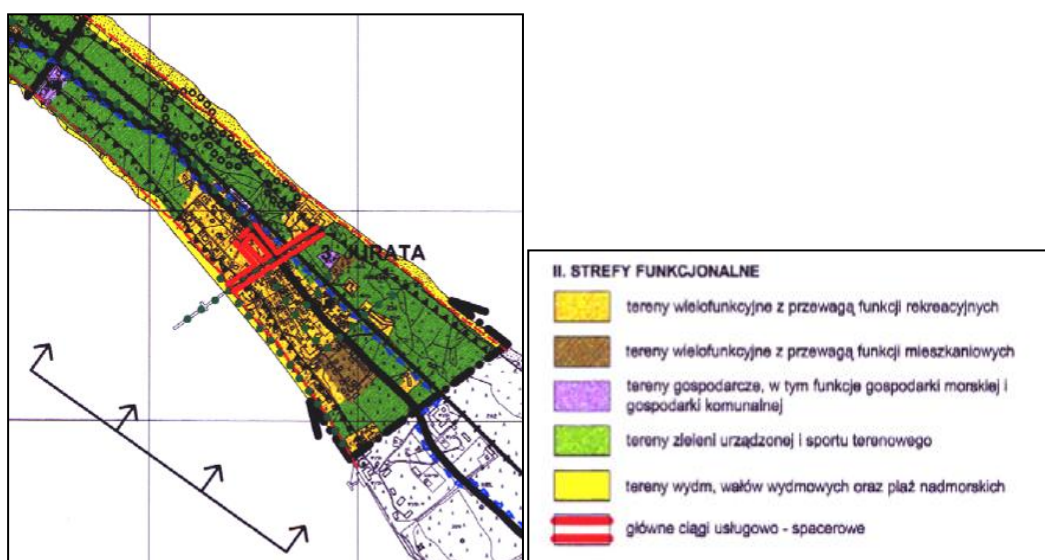 3. JURATA
II. STREFY FUNKCJONALNE
tereny wielofunkcyjne z przewagą funkcji rekreacyjnych
tereny wielofunkcyjne z przewagą funkcji mieszkaniowych
tereny gospodarcze, w tym funkcje gospodarki morskiej i
gospodarki komunalnej
tereny zieleni urządzonej i sportu terenowego
tereny wydm, wałów wydmowych oraz plaż nadmorskich
główne ciągi usługowo - spacerowe